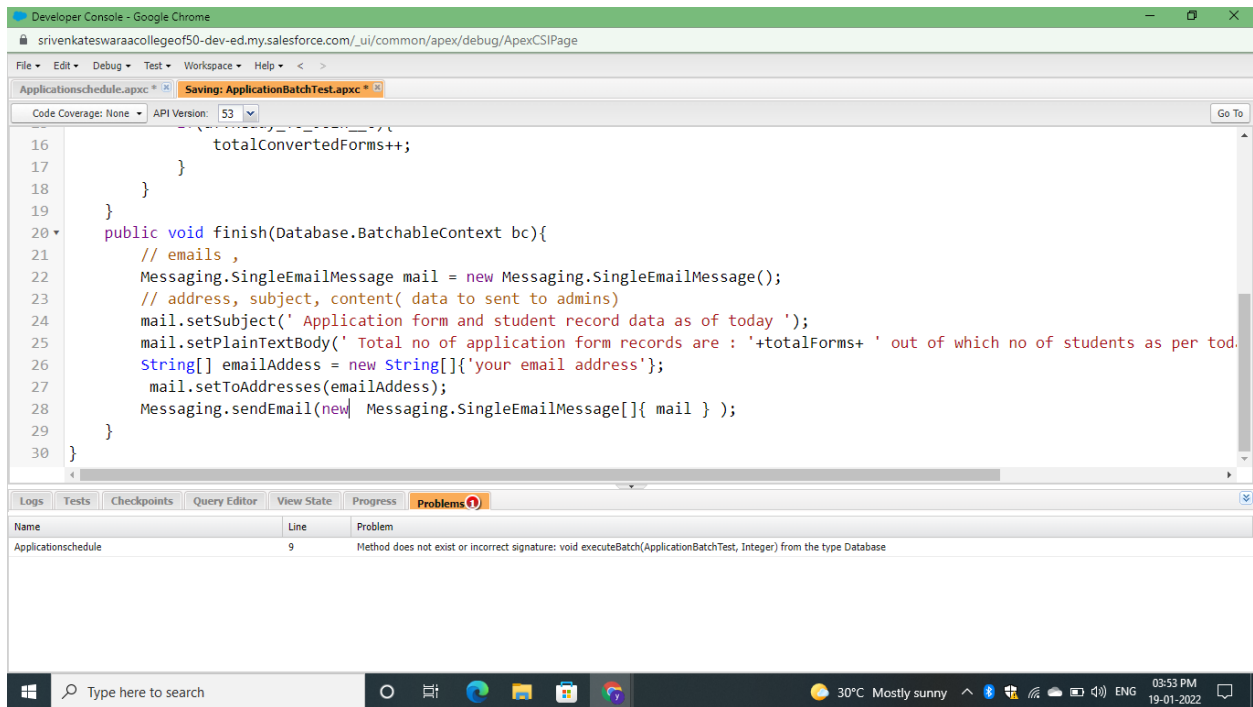 Developer Console - Google Chrome
srivenkateswaraacollegeof50-dev-ed.my.salesforce.com/_ui/common/apex/debug/ApexCSIPage
File Edit Debug Test Workspace Help < >
Applicationschedule.apxc * Saving: ApplicationBatchTest.apxc *
Code Coverage: None API Version: 53 Go To
16 totalConvertedForms++;
17 }
18 }
19 }
20 public void finish(Database.BatchableContext bc){
21 // emails ,
22 Messaging.SingleEmailMessage mail = new Messaging.SingleEmailMessage();
23 // address, subject, content( data to sent to admins)
24 mail.setSubject(' Application form and student record data as of today ');
25 mail.setPlainTextBody(' Total no of application form records are : '+totalForms+ ' out of which no of students as per tod
26 String[] emailAddess = new String[]{'your email address'};
27 mail.setToAddresses(emailAddess);
28 Messaging.sendEmail(new Messaging.SingleEmailMessage[]{ mail } );
29 }
30 }
Logs Tests Checkpoints Query Editor View State Progress Problems 1
Name Line Problem
Applicationschedule 9 Method does not exist or incorrect signature: void executeBatch(ApplicationBatchTest, Integer) from the type Database
Type here to search 30°C Mostly sunny ENG 03:53 PM
19-01-2022